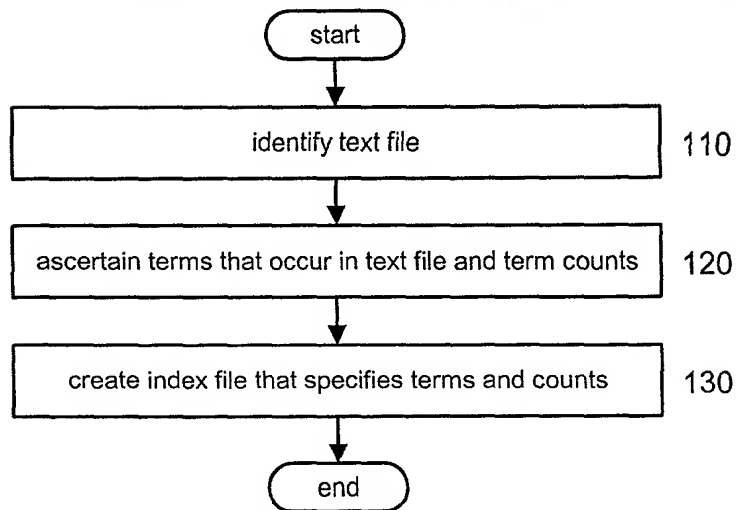 start
identify text file 110
ascertain terms that occur in text file and term counts 120
create index file that specifies terms and counts 130
end